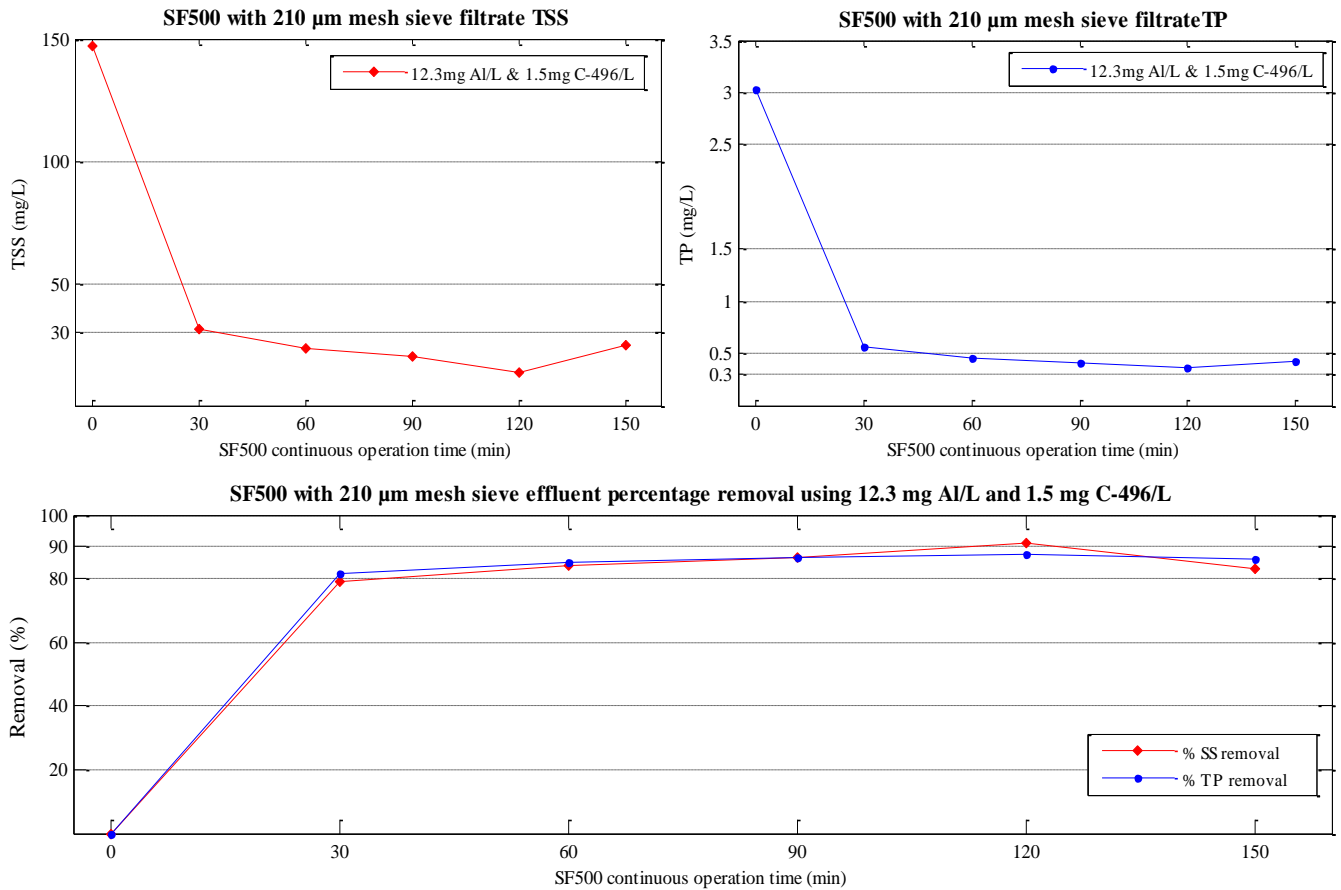 SF500 with 210 µm mesh sieve filtrate TSS
150
100
50
30
TSS (mg/L)
12.3mg Al/L & 1.5mg C-496/L
0 30 60 90 120 150
SF500 continuous operation time (min)
SF500 with 210 µm mesh sieve filtrateTP
3.5
3
2.5
1.5
1
0.5
0.3
TP (mg/L)
12.3mg Al/L & 1.5mg C-496/L
0 30 60 90 120 150
SF500 continuous operation time (min)
SF500 with 210 µm mesh sieve effluent percentage removal using 12.3 mg Al/L and 1.5 mg C-496/L
100
90
80
60
40
20
Removal (%)
% SS removal
% TP removal
0 30 60 90 120 150
SF500 continuous operation time (min)